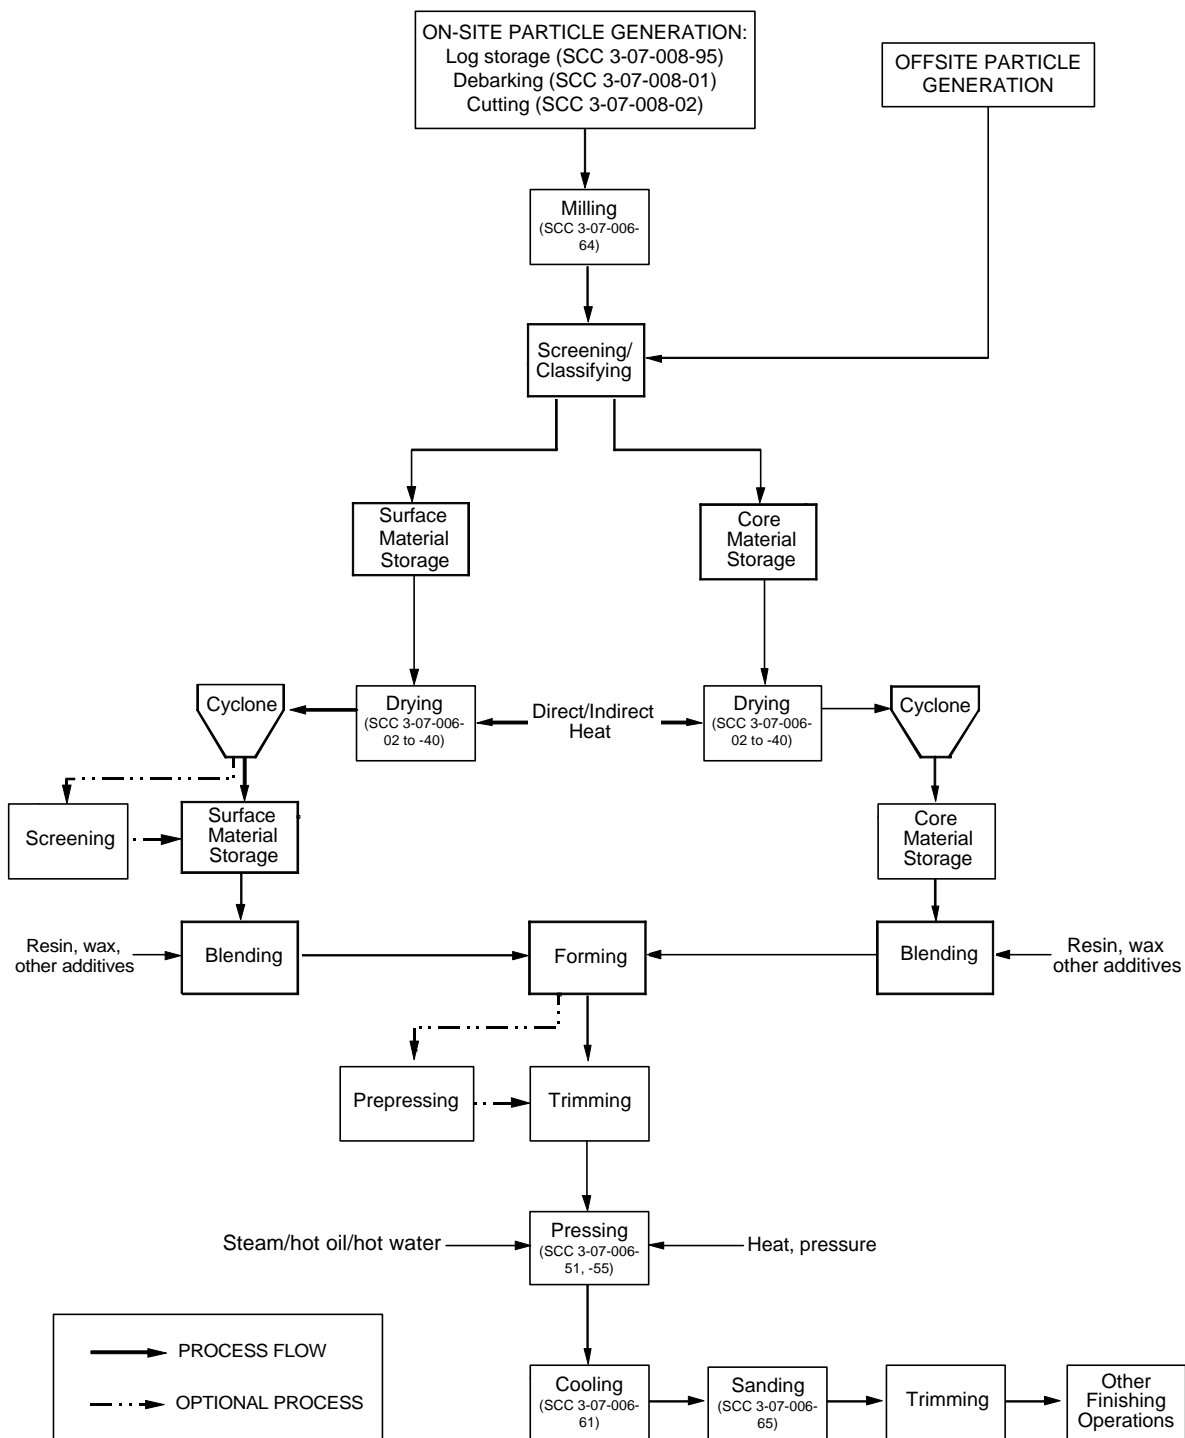 ON-SITE PARTICLE GENERATION:
Log storage (SCC 3-07-008-95)
Debarking (SCC 3-07-008-01)
Cutting (SCC 3-07-008-02)
OFFSITE PARTICLE
GENERATION
Milling
(SCC 3-07-006-
64)
Screening/
Classifying
Surface
Material
Storage
Core
Material
Storage
Cyclone
Drying
(SCC 3-07-006-
02 to -40)
Direct/Indirect
Heat
Drying
(SCC 3-07-006-
02 to -40)
Cyclone
Screening
Surface
Material
Storage
Core
Material
Storage
Resin, wax,
other additives
Blending
Forming
Blending
Resin, wax
other additives
Prepressing
Trimming
Steam/hot oil/hot water
Pressing
(SCC 3-07-006-
51, -55)
Heat, pressure
PROCESS FLOW
OPTIONAL PROCESS
Cooling
(SCC 3-07-006-
61)
Sanding
(SCC 3-07-006-
65)
Trimming
Other
Finishing
Operations